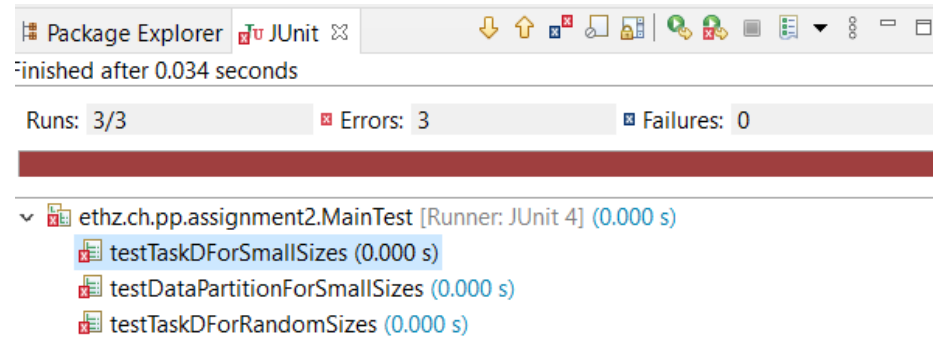 Package Explorer JUnit
Finished after 0.034 seconds
Runs: 3/3 Errors: 3 Failures: 0
ethz.ch.pp.assignment2.MainTest [Runner: JUnit 4] (0.000 s)
testTaskDForSmallSizes (0.000 s)
testDataPartitionForSmallSizes (0.000 s)
testTaskDForRandomSizes (0.000 s)